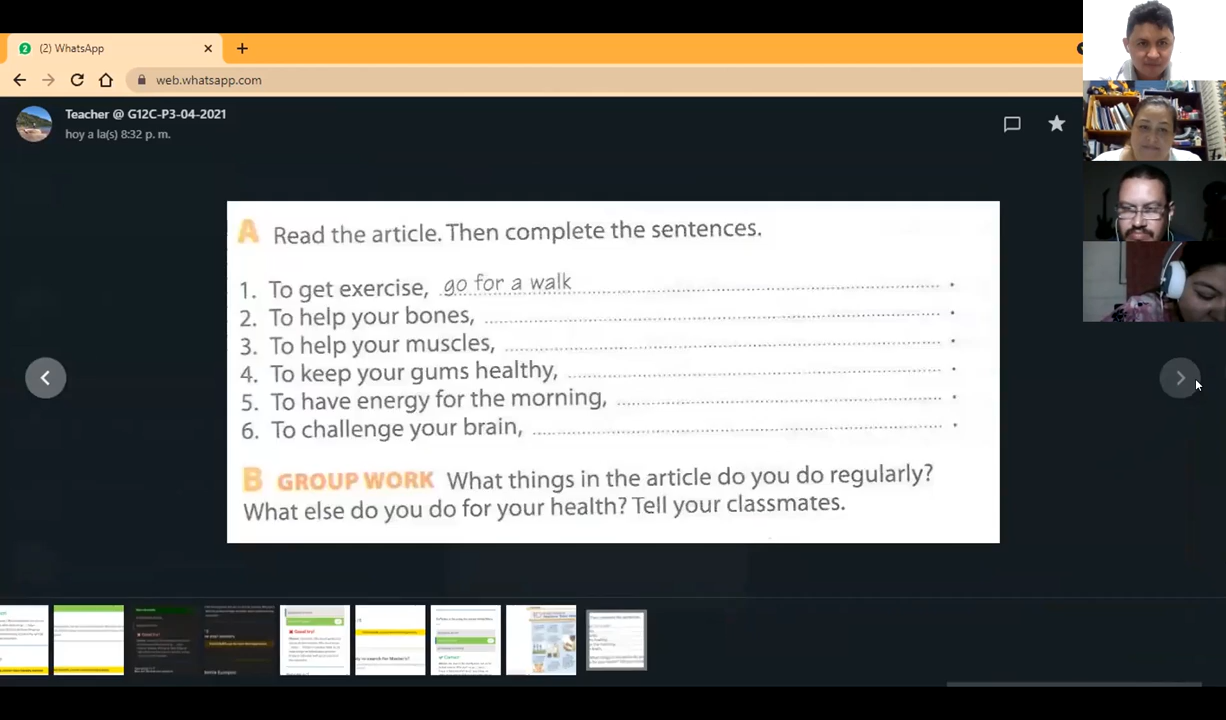 (2) WhatsApp
web.whatsapp.com
Teacher @ G12C-P3-04-2021
hoy a la(s) 8:32 p. m.
A Read the article. Then complete the sentences.
1. To get exercise, go for a walk .
2. To help your bones, .
3. To help your muscles, .
4. To keep your gums healthy, .
5. To have energy for the morning, .
6. To challenge your brain, .
B GROUP WORK What things in the article do you do regularly?
What else do you do for your health? Tell your classmates.